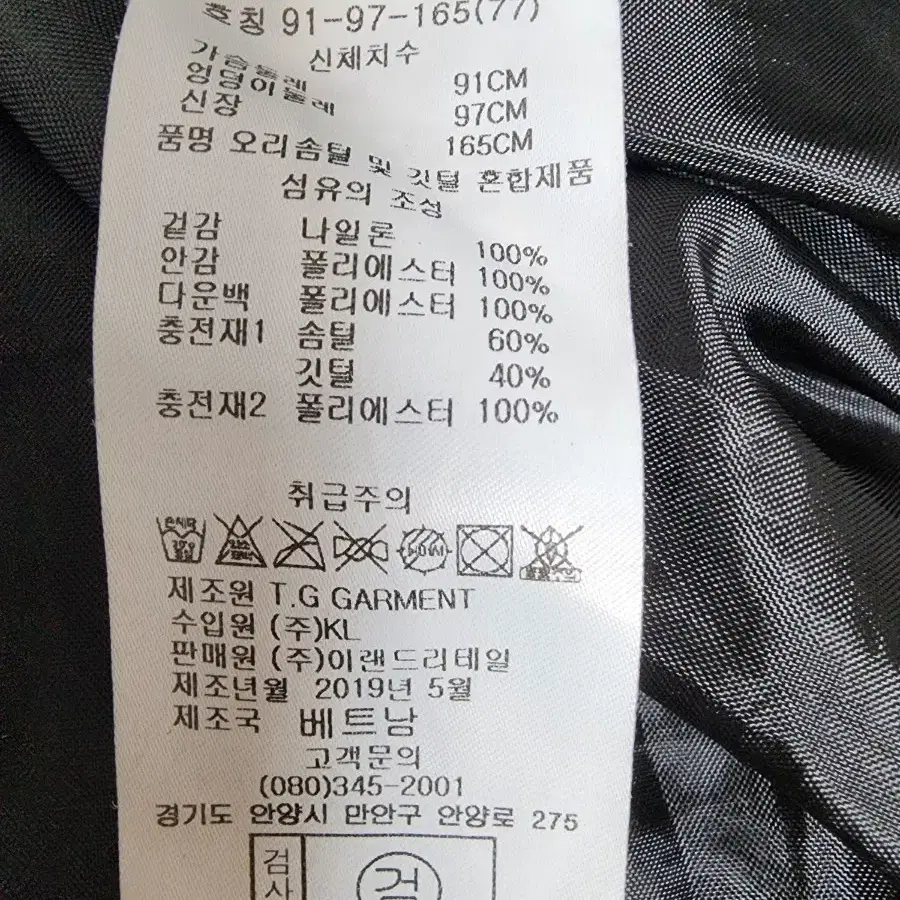 호칭 91-97-165(77)
신체치수
가슴둘레 91CM
엉덩이둘레 97CM
신장 165CM
품명 오리솜털 및 깃털 혼합제품
섬유의 조성
겉감 나일론 100%
안감 폴리에스터 100%
다운백 폴리에스터 100%
충전재1 솜털 60%
깃털 40%
충전재2 폴리에스터 100%
취급주의
손세탁
제조원 T.G GARMENT
수입원 (주)KL
판매원 (주)이랜드리테일
제조년월 2019년 5월
제조국 베트남
고객문의
(080)345-2001
경기도 안양시 만안구 안양로 275
검사
검